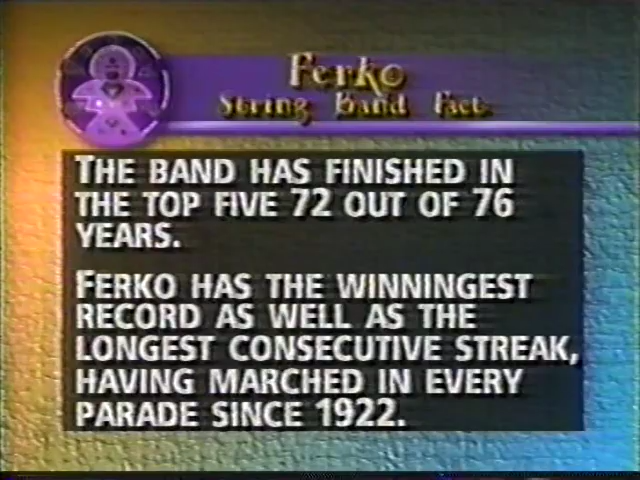 Ferko
String Band Fact
THE BAND HAS FINISHED IN
THE TOP FIVE 72 OUT OF 76
YEARS.
FERKO HAS THE WINNINGEST
RECORD AS WELL AS THE
LONGEST CONSECUTIVE STREAK,
HAVING MARCHED IN EVERY
PARADE SINCE 1922.